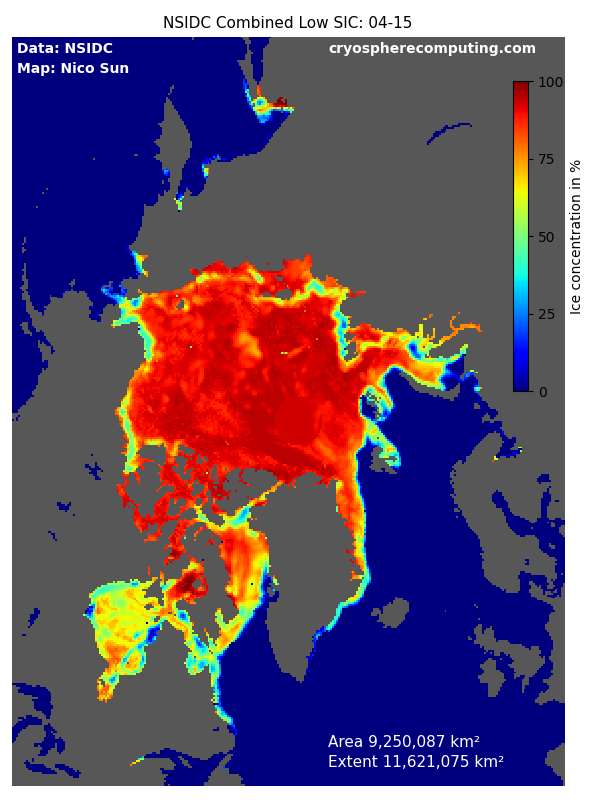 NSIDC Combined Low SIC: 04-15
Data: NSIDC
Map: Nico Sun
cryospherecomputing.com
100
75
50
25
0
Ice concentration in %
Area 9,250,087 km²
Extent 11,621,075 km²